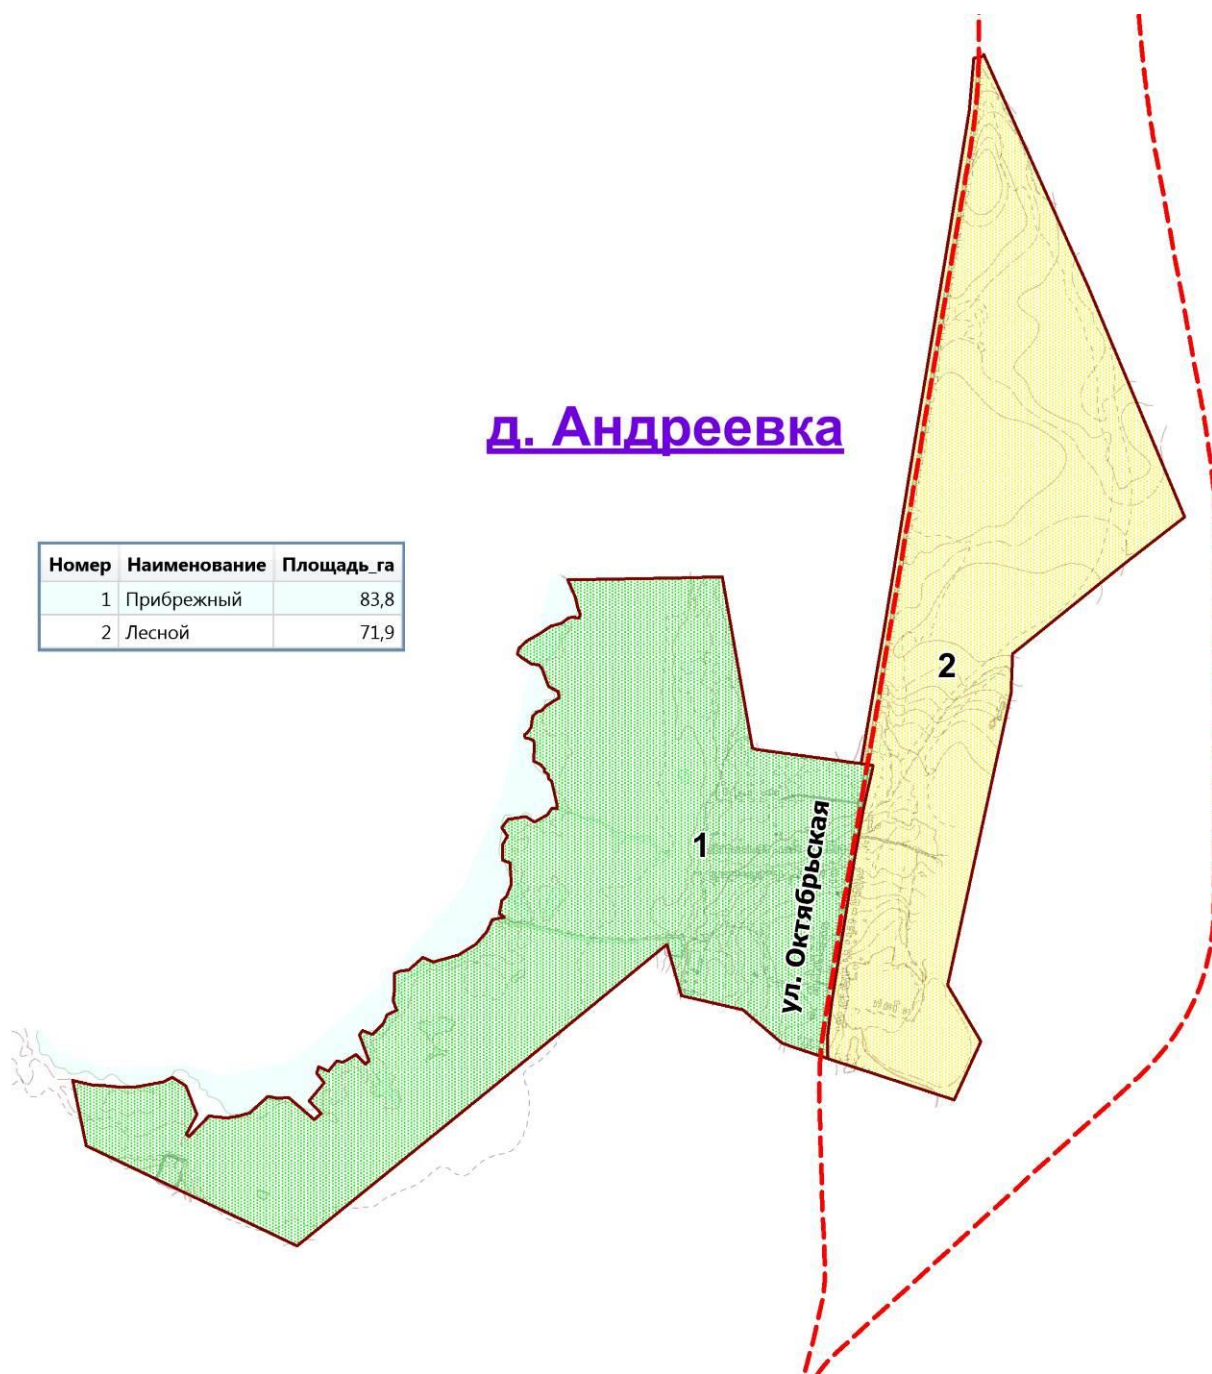 д. Андреевка
Номер Наименование Площадь_га
1 Прибрежный 83,8
2 Лесной 71,9
2
1
ул. Октябрьская